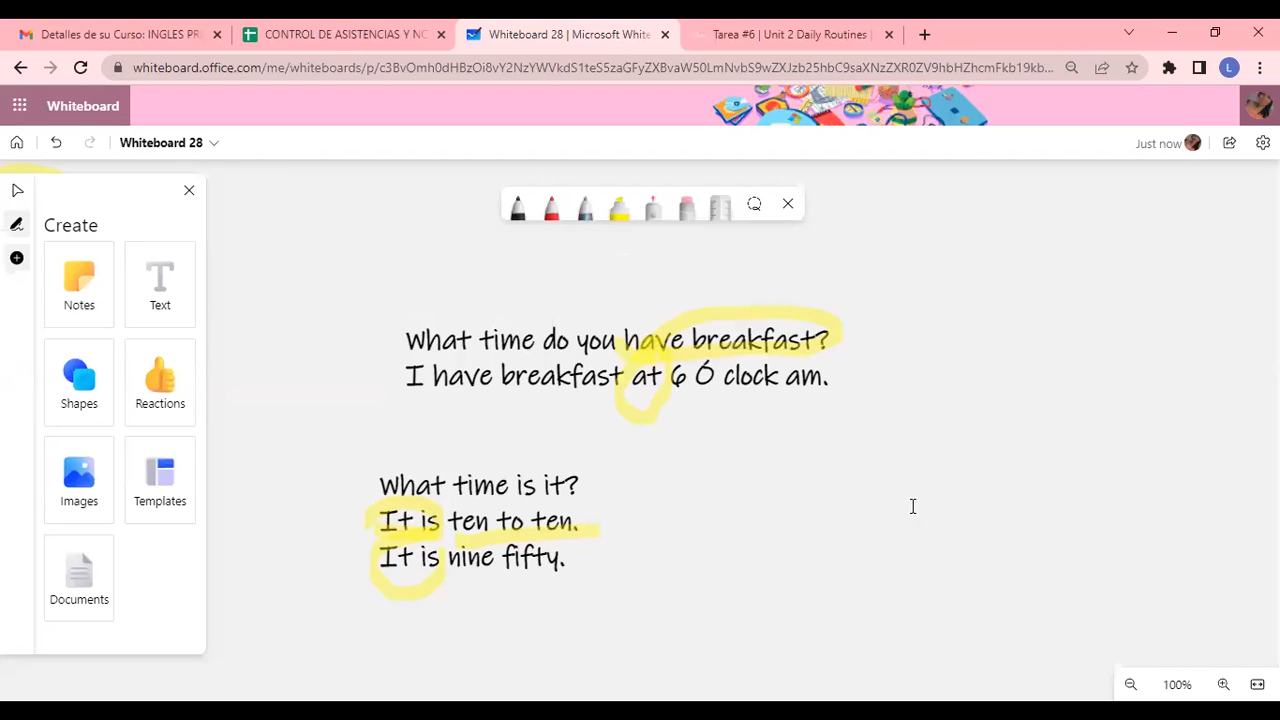 Detalles de su Curso: INGLES PR
CONTROL DE ASISTENCIAS Y NC
Whiteboard 28 | Microsoft White
Tarea #6 | Unit 2 Daily Routines |
whiteboard.office.com/me/whiteboards/p/
Whiteboard
Whiteboard 28
Just now
Create
Notes
Text
Shapes
Reactions
Images
Templates
Documents
What time do you have breakfast?
I have breakfast at 6 Ó clock am.
What time is it?
It is ten to ten.
It is nine fifty.
100%